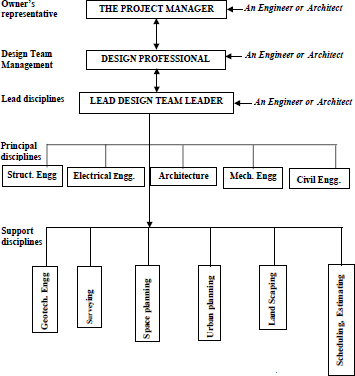 Owner's
representative
THE PROJECT MANAGER
An Engineer or Architect
Design Team
Management
DESIGN PROFESSIONAL
An Engineer or Architect
Lead disciplines
LEAD DESIGN TEAM LEADER
An Engineer or Architect
Principal
disciplines
Struct. Engg
Electrical Engg.
Architecture
Mech. Engg
Civil Engg.
Support
disciplines
Geotech. Engg
Surveying
Space planning
Urban planning
Land Scaping
Scheduling, Estimating